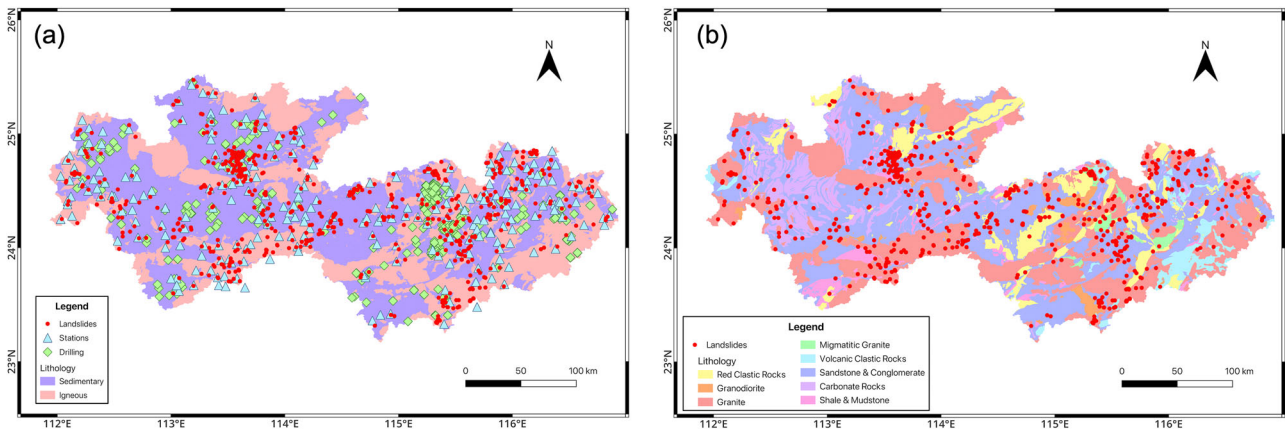 (a)
N
26°N
25°N
24°N
23°N
Legend
Landslides
Stations
Drilling
Lithology
Sedimentary
Igneous
0 50 100 km
112°E 113°E 114°E 115°E 116°E
(b)
N
26°N
25°N
24°N
23°N
Legend
Landslides
Lithology
Red Clastic Rocks
Granodiorite
Granite
Migmatitic Granite
Volcanic Clastic Rocks
Sandstone & Conglomerate
Carbonate Rocks
Shale & Mudstone
0 50 100 km
112°E 113°E 114°E 115°E 116°E